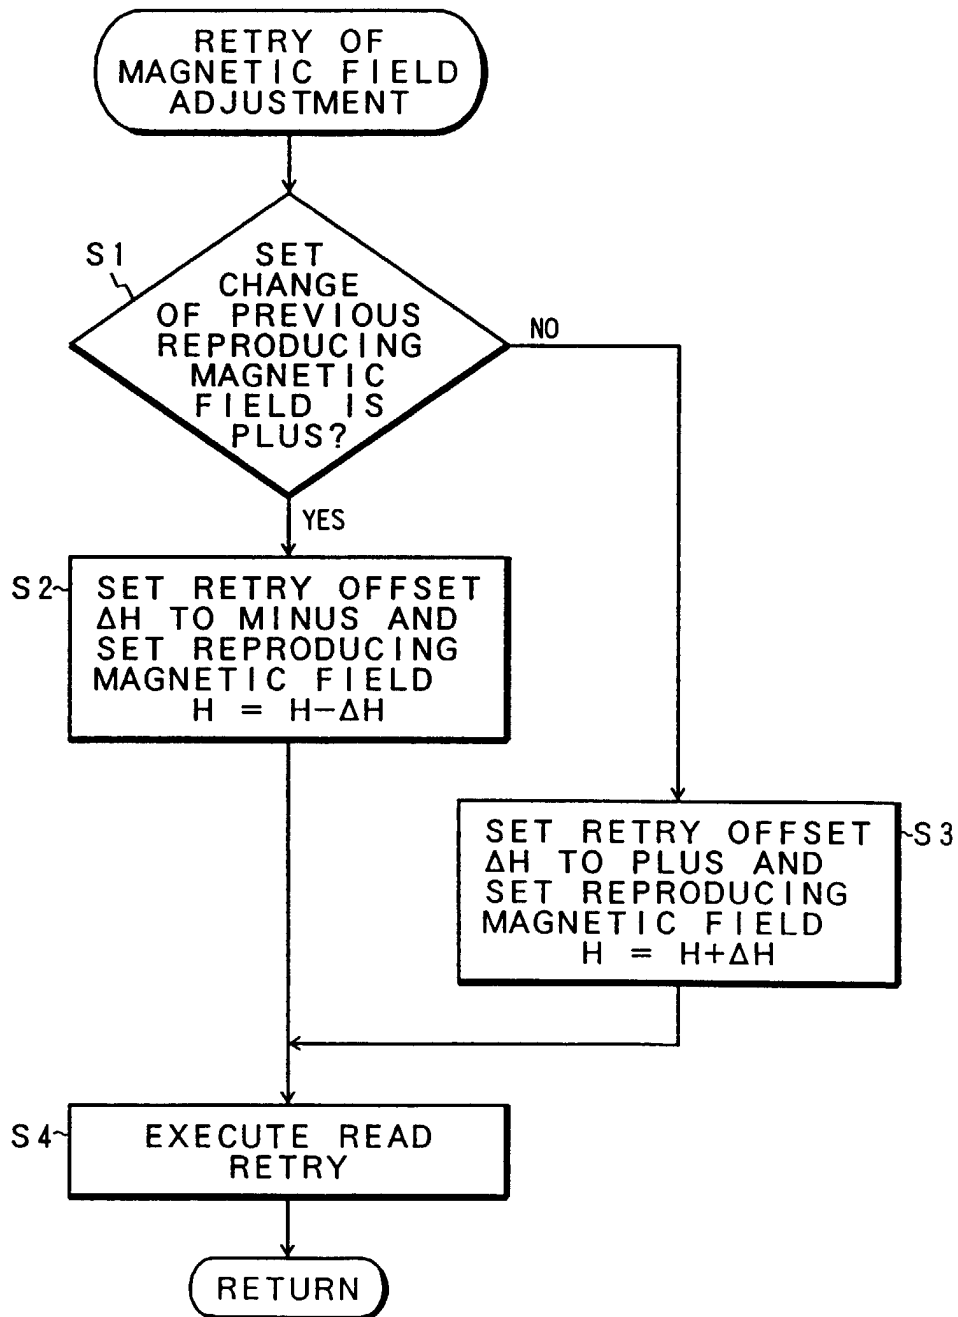 RETRY OF
MAGNETIC FIELD
ADJUSTMENT
S1
SET
CHANGE
OF PREVIOUS
REPRODUCING
MAGNETIC
FIELD IS
PLUS?
NO
YES
S2
SET RETRY OFFSET
ΔH TO MINUS AND
SET REPRODUCING
MAGNETIC FIELD
H = H-ΔH
S3
SET RETRY OFFSET
ΔH TO PLUS AND
SET REPRODUCING
MAGNETIC FIELD
H = H+ΔH
S4
EXECUTE READ
RETRY
RETURN